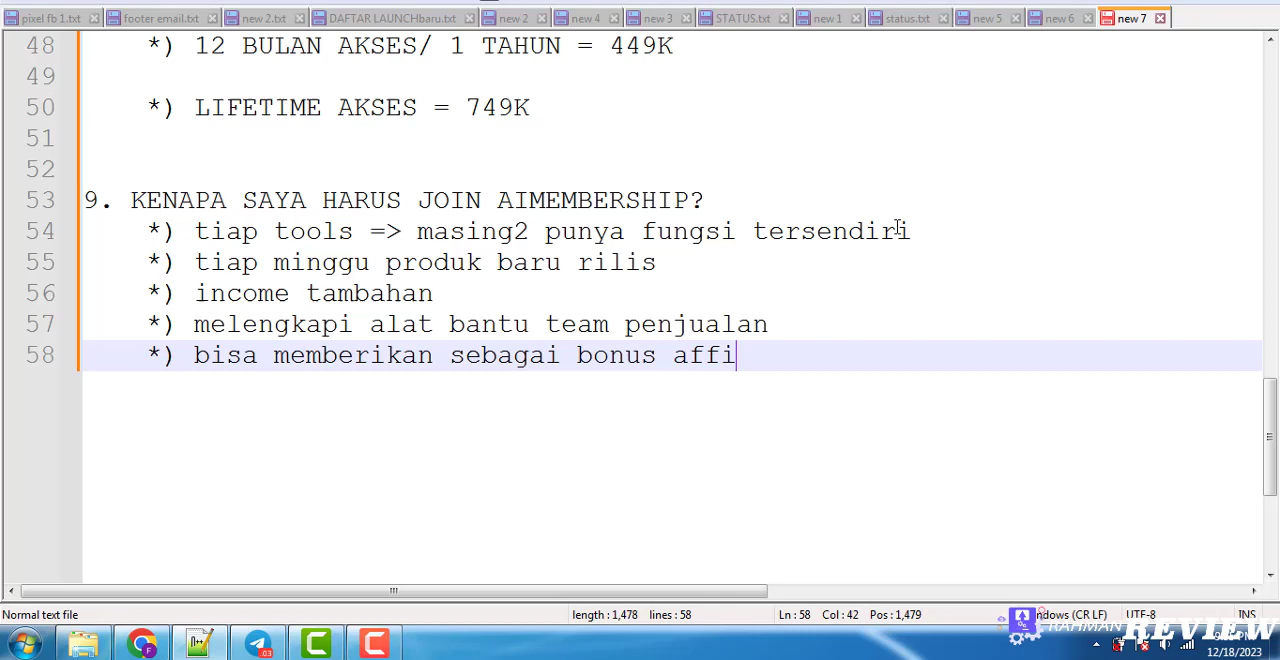 pixel fb 1.txt footer email.txt new 2.txt DAFTAR LAUNCHbaru.txt new 2 new 4 new 3 STATUS.txt new 1 status.txt new 5 new 6 new 7
48 *) 12 BULAN AKSES/ 1 TAHUN = 449K
49
50 *) LIFETIME AKSES = 749K
51
52
53 9. KENAPA SAYA HARUS JOIN AIMEMBERSHIP?
54 *) tiap tools => masing2 punya fungsi tersendiri
55 *) tiap minggu produk baru rilis
56 *) income tambahan
57 *) melengkapi alat bantu team penjualan
58 *) bisa memberikan sebagai bonus affi
Normal text file length : 1,478 lines : 58 Ln : 58 Col : 42 Pos : 1,479 ndows (CR LF) UTF-8 INS
RAHMAN REVIEW
03
12/18/2023